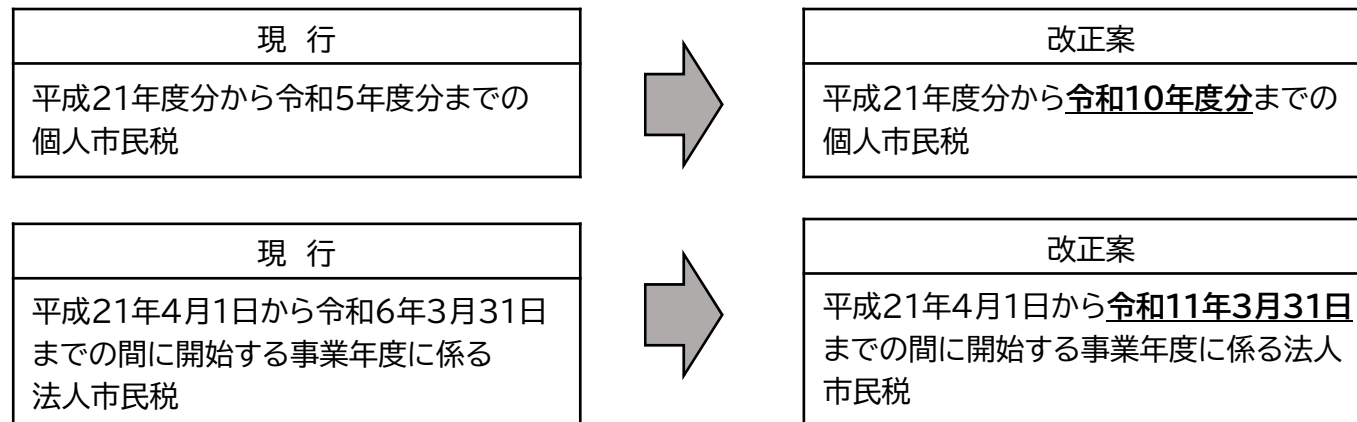 現 行
平成21年度分から令和5年度分までの
個人市民税
改正案
平成21年度分から令和10年度分までの
個人市民税
現 行
平成21年4月1日から令和6年3月31日
までの間に開始する事業年度に係る
法人市民税
改正案
平成21年4月1日から令和11年3月31日
までの間に開始する事業年度に係る法人
市民税